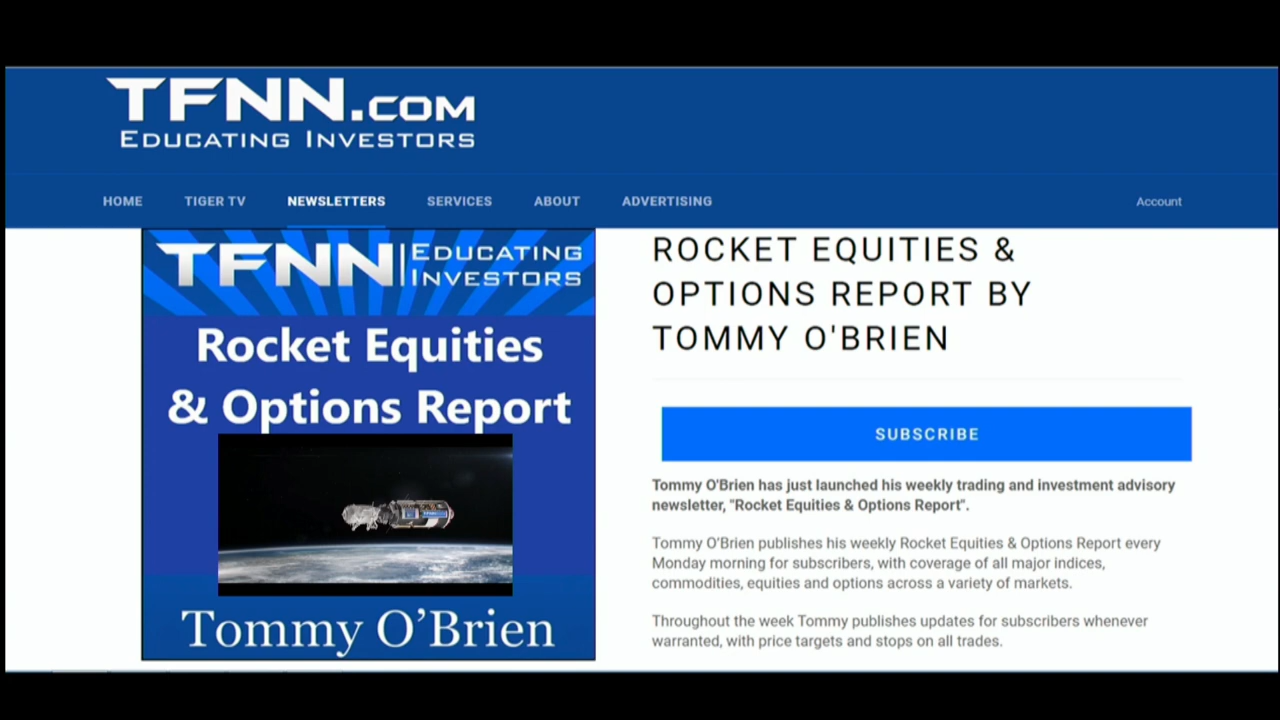 TFNN.COM
EDUCATING INVESTORS
HOME TIGER TV NEWSLETTERS SERVICES ABOUT ADVERTISING Account
TFNN EDUCATING
INVESTORS
Rocket Equities
& Options Report
Tommy O’Brien
ROCKET EQUITIES &
OPTIONS REPORT BY
TOMMY O'BRIEN
SUBSCRIBE
Tommy O'Brien has just launched his weekly trading and investment advisory
newsletter, "Rocket Equities & Options Report".
Tommy O’Brien publishes his weekly Rocket Equities & Options Report every
Monday morning for subscribers, with coverage of all major indices,
commodities, equities and options across a variety of markets.
Throughout the week Tommy publishes updates for subscribers whenever
warranted, with price targets and stops on all trades.